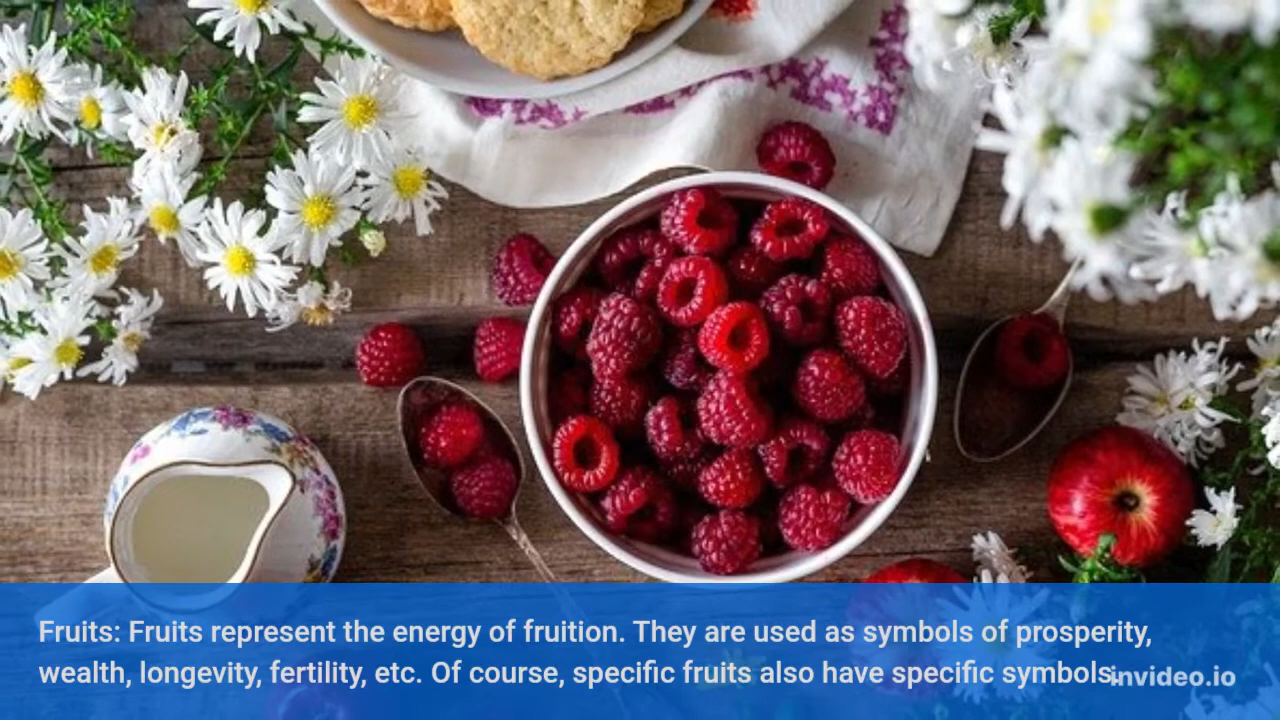 Fruits: Fruits represent the energy of fruition. They are used as symbols of prosperity,
wealth, longevity, fertility, etc. Of course, specific fruits also have specific symbols.
invideo.io